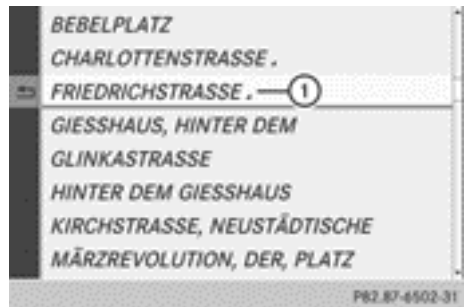 BEBELPLATZ
CHARLOTTENSTRASSE.
FRIEDRICHSTRASSE. 1
GIESSHAUS, HINTER DEM
GLINKASTRASSE
HINTER DEM GIESSHAUS
KIRCHSTRASSE, NEUSTÄDTISCHE
MÄRZREVOLUTION, DER, PLATZ
P82.87-6502-31